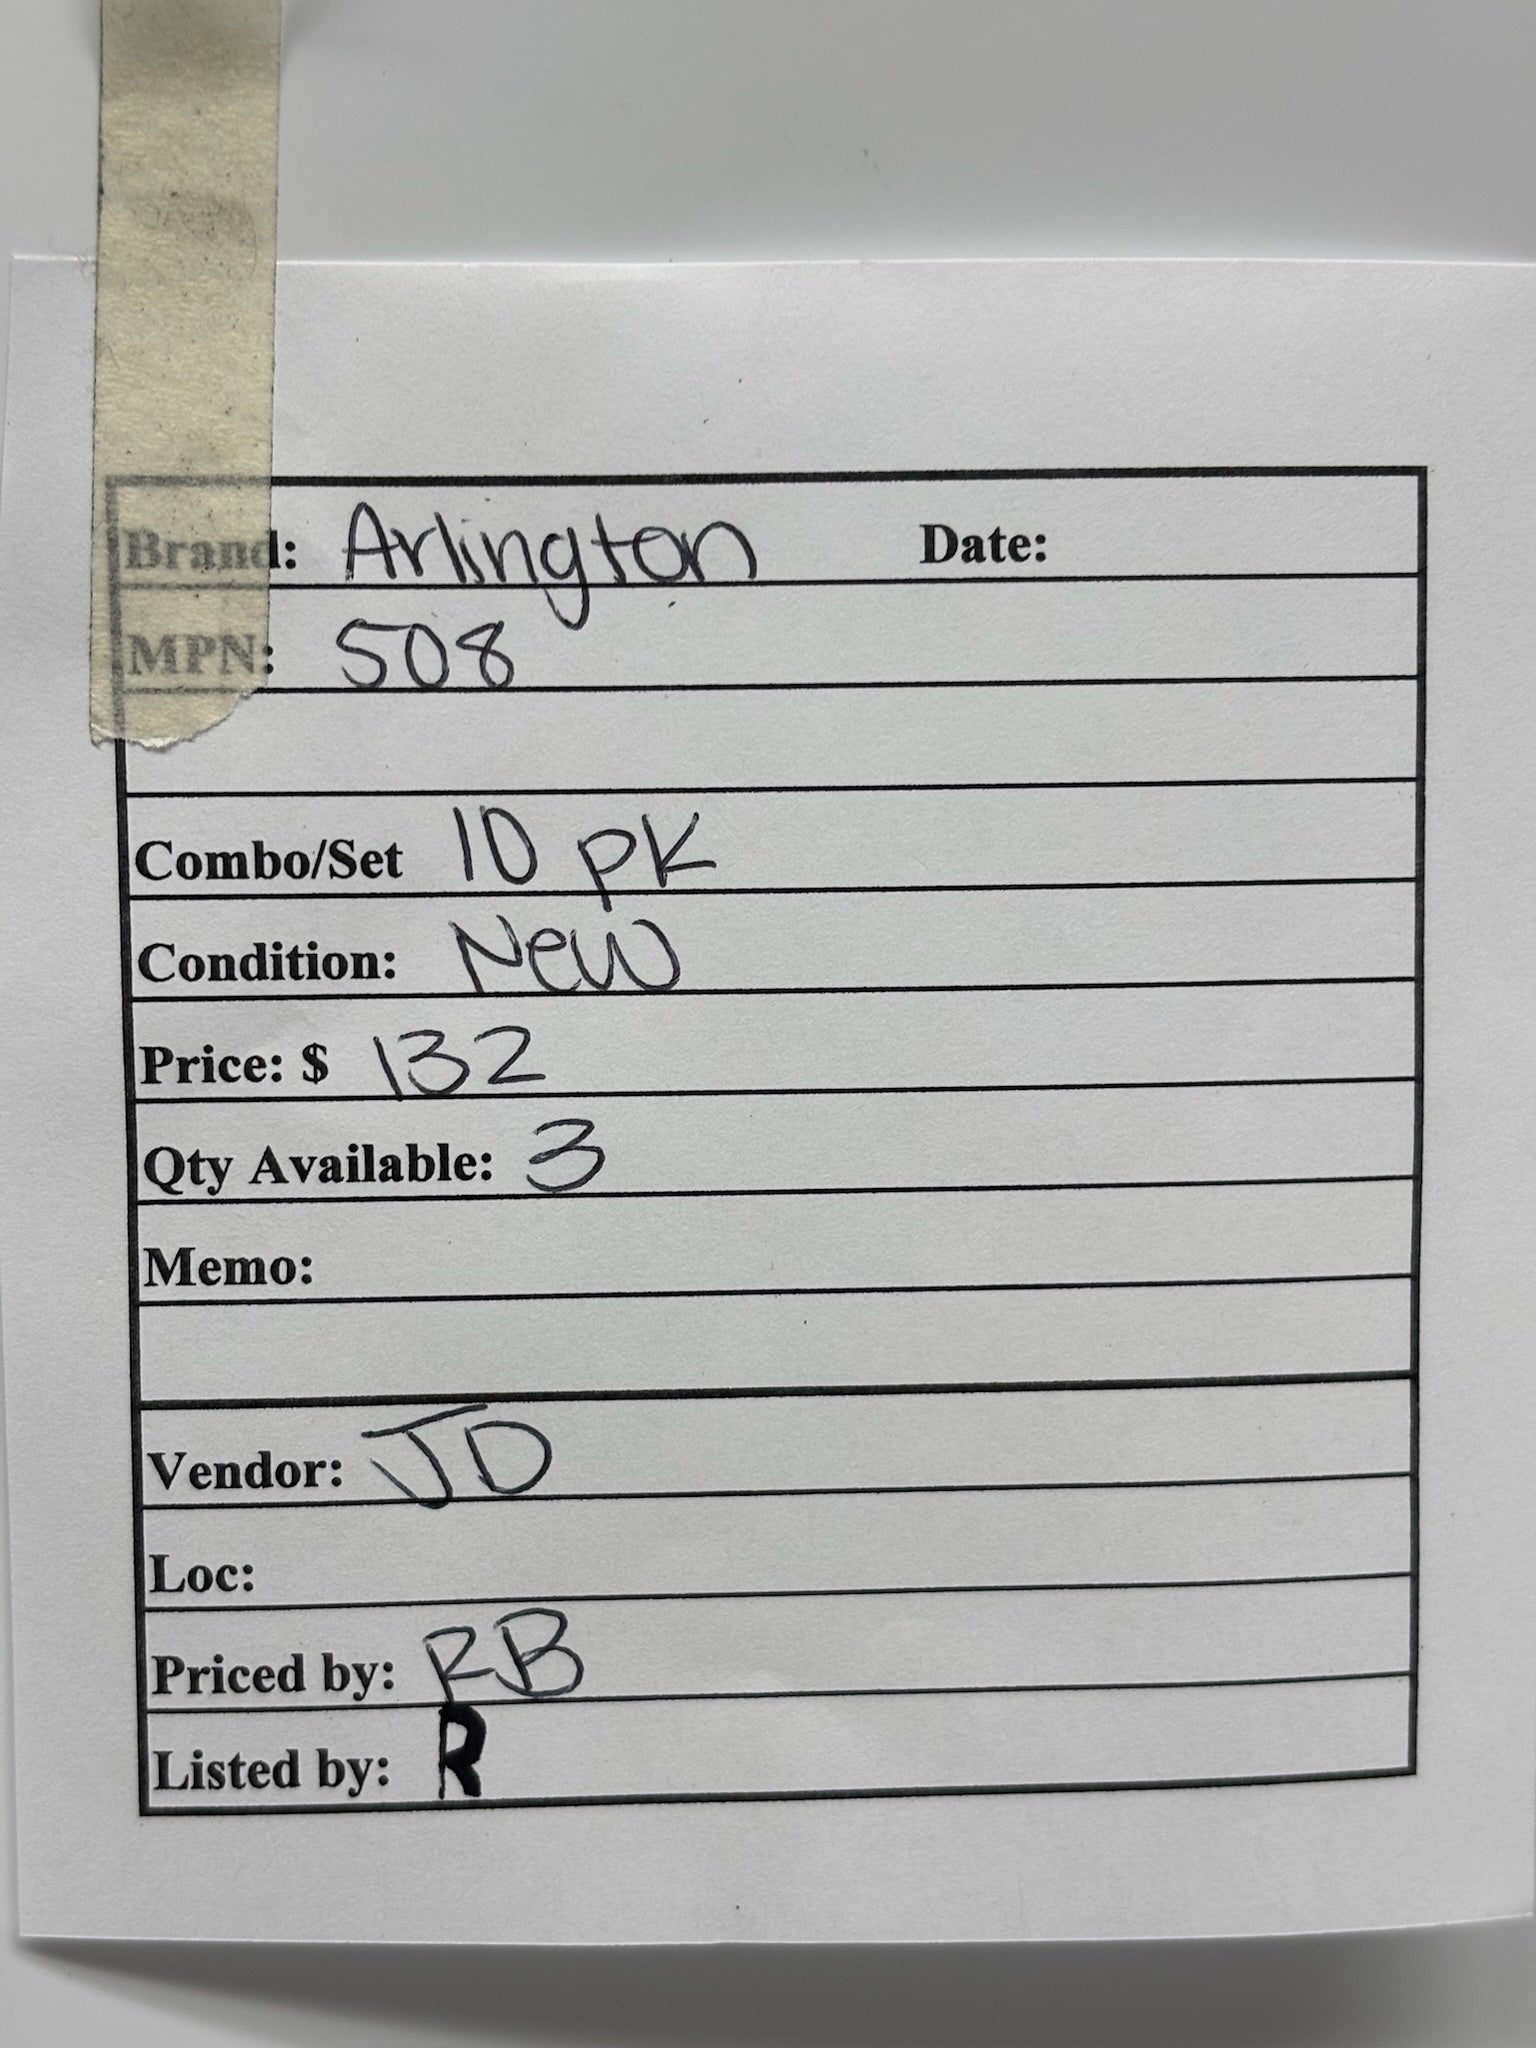 Brand: Arlington Date:
MPN: 508
Combo/Set 10 pk
Condition: New
Price: $ 132
Qty Available: 3
Memo:
Vendor: JD
Loc:
Priced by: RB
Listed by: R